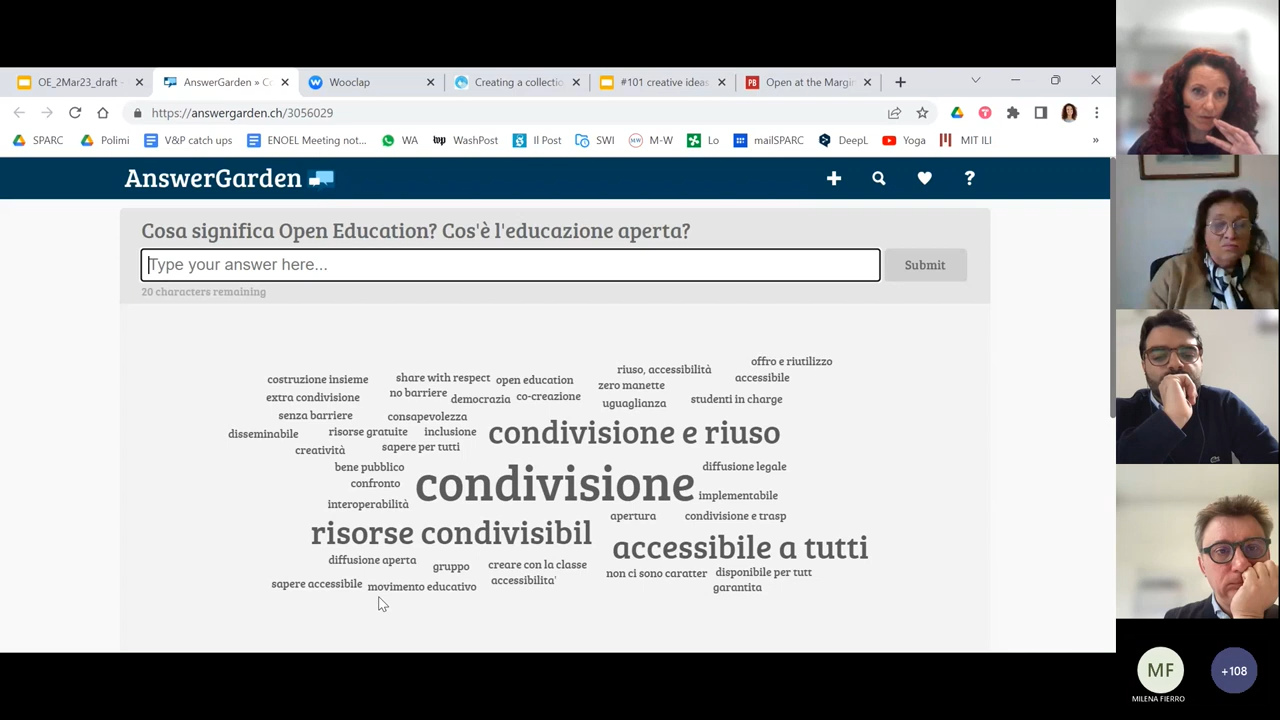 OE_2Mar23_draft -
AnswerGarden » Co
Wooclap
Creating a collectio
#101 creative ideas
Open at the Margin
https://answergarden.ch/3056029
SPARC
Polimi
V&P catch ups
ENOEL Meeting not...
WA
WashPost
Il Post
SWI
M-W
Lo
mailSPARC
DeepL
Yoga
MIT ILI
»
AnswerGarden
Cosa significa Open Education? Cos'è l'educazione aperta?
Type your answer here...
Submit
20 characters remaining
offro e riutilizzo
riuso, accessibilità
costruzione insieme
share with respect
open education
accessibile
zero manette
no barriere
extra condivisione
democrazia
co-creazione
uguaglianza
studenti in charge
senza barriere
consapevolezza
disseminabile
risorse gratuite
inclusione
condivisione e riuso
creatività
sapere per tutti
bene pubblico
diffusione legale
confronto
condivisione
implementabile
interoperabilità
apertura
condivisione e trasp
risorse condivisibil
accessibile a tutti
diffusione aperta
gruppo
creare con la classe
non ci sono caratter
disponibile per tutt
accessibilita'
sapere accessibile
movimento educativo
garantita
MF
+108
MILENA FIERRO